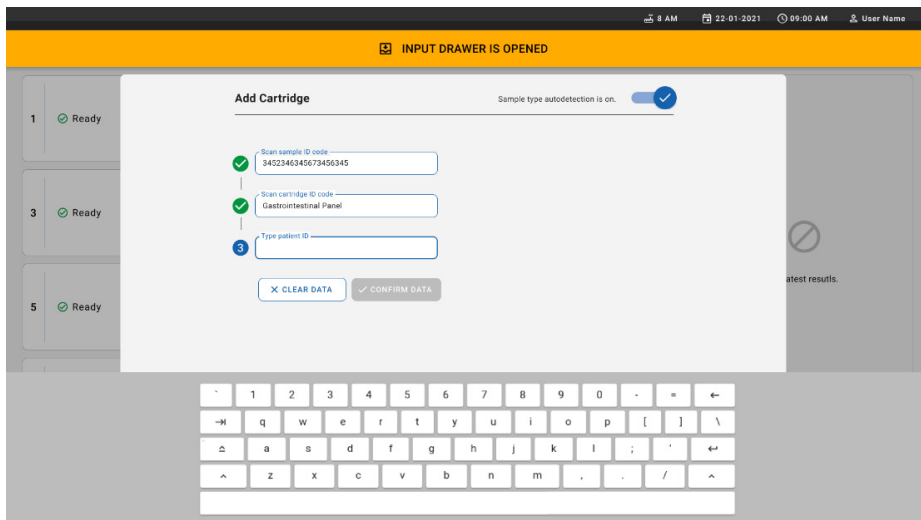 8 AM 22-01-2021 09:00 AM User Name
INPUT DRAWER IS OPENED
Add Cartridge Sample type autodetection is on.
1 Ready
Scan sample ID code
3452346345673456345
Scan cartridge ID code
Gastrointestinal Panel
3 Ready
Type patient ID
3
atest resutls.
CLEAR DATA CONFIRM DATA
5 Ready
` 1 2 3 4 5 6 7 8 9 0 - =
q w e r t y u i o p [ ] \
a s d f g h j k l ; '
z x c v b n m , . /